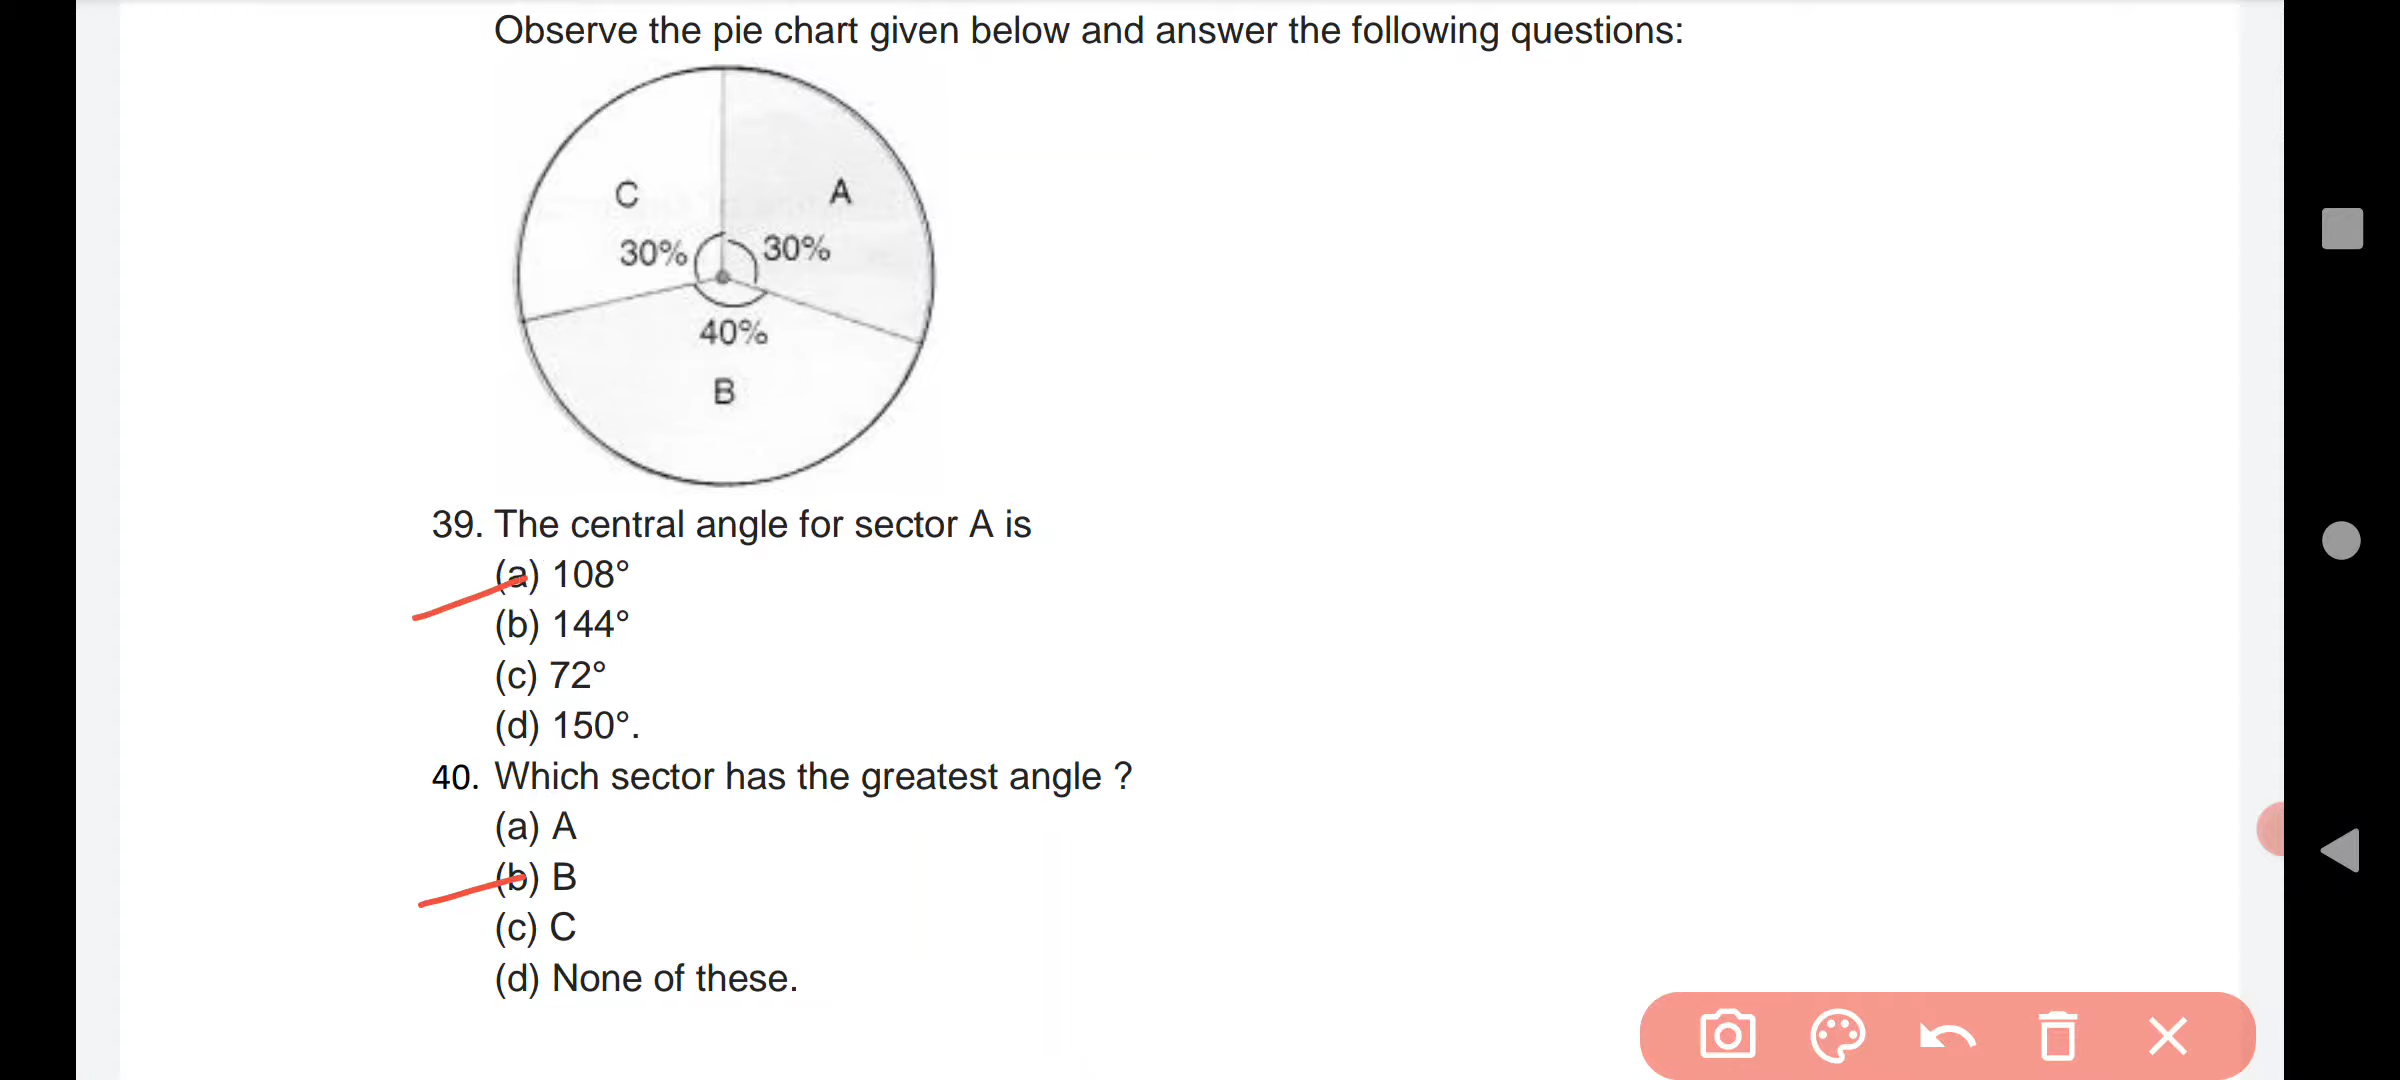 Observe the pie chart given below and answer the following questions:
C A
30% 30%
40%
B
39. The central angle for sector A is
(a) 108°
(b) 144°
(c) 72°
(d) 150°.
40. Which sector has the greatest angle ?
(a) A
(b) B
(c) C
(d) None of these.